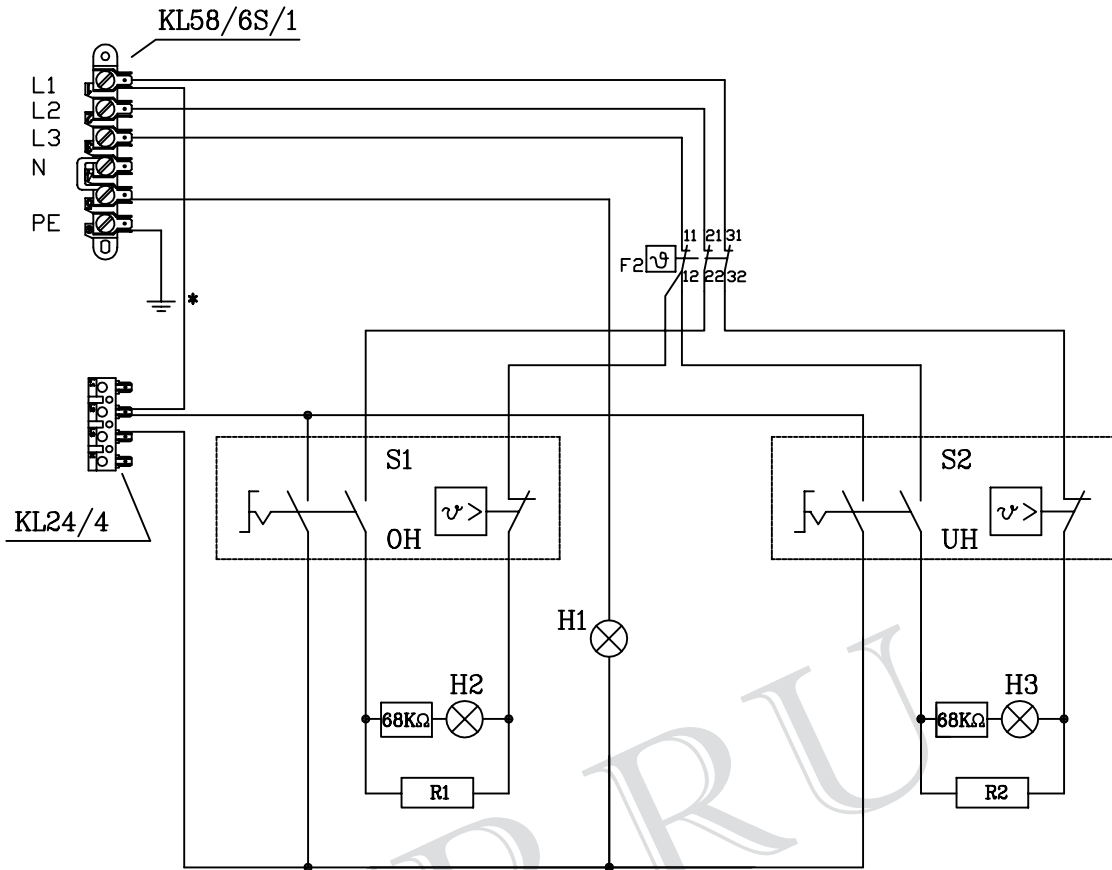 KL58/6S/1
L1
L2
L3
N
PE
11 21 31
F2 ϑ
12 22 32
*
KL24/4
S1
ϑ>
OH
S2
ϑ>
UH
H1
H2
68KΩ
R1
H3
68KΩ
R2
RU